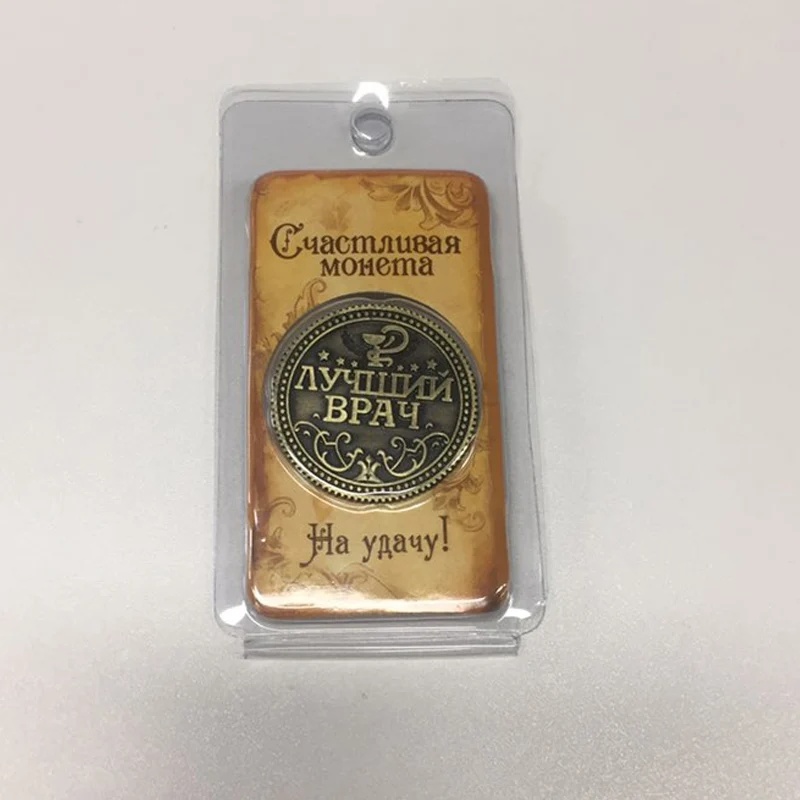 Счастливая
монета
ЛУЧШИЙ
ВРАЧ
На удачу!